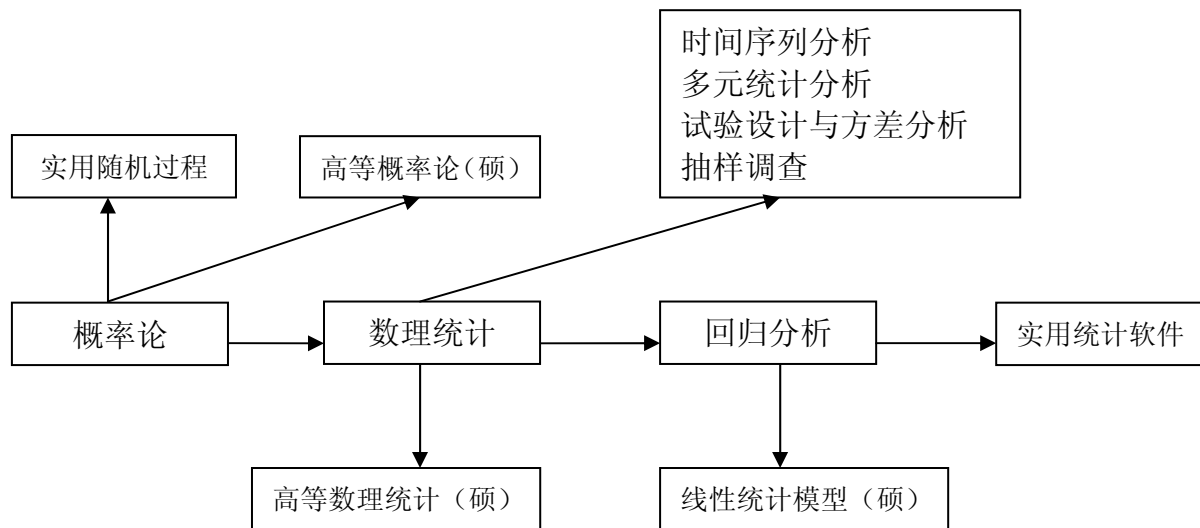 时间序列分析
多元统计分析
试验设计与方差分析
抽样调查
实用随机过程
高等概率论（硕）
概率论
数理统计
回归分析
实用统计软件
高等数理统计（硕）
线性统计模型（硕）